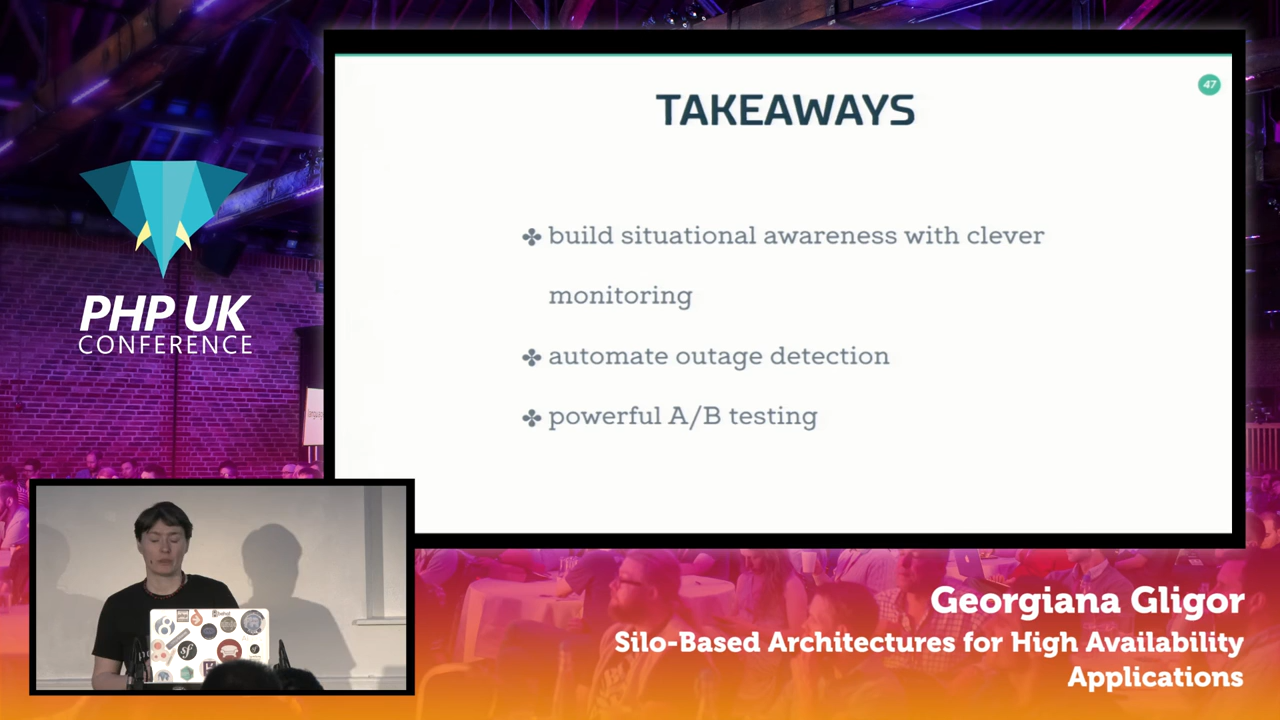 TAKEAWAYS
47
✤ build situational awareness with clever
monitoring
✤ automate outage detection
✤ powerful A/B testing
PHP UK
CONFERENCE
sf
Georgiana Gligor
Silo-Based Architectures for High Availability
Applications